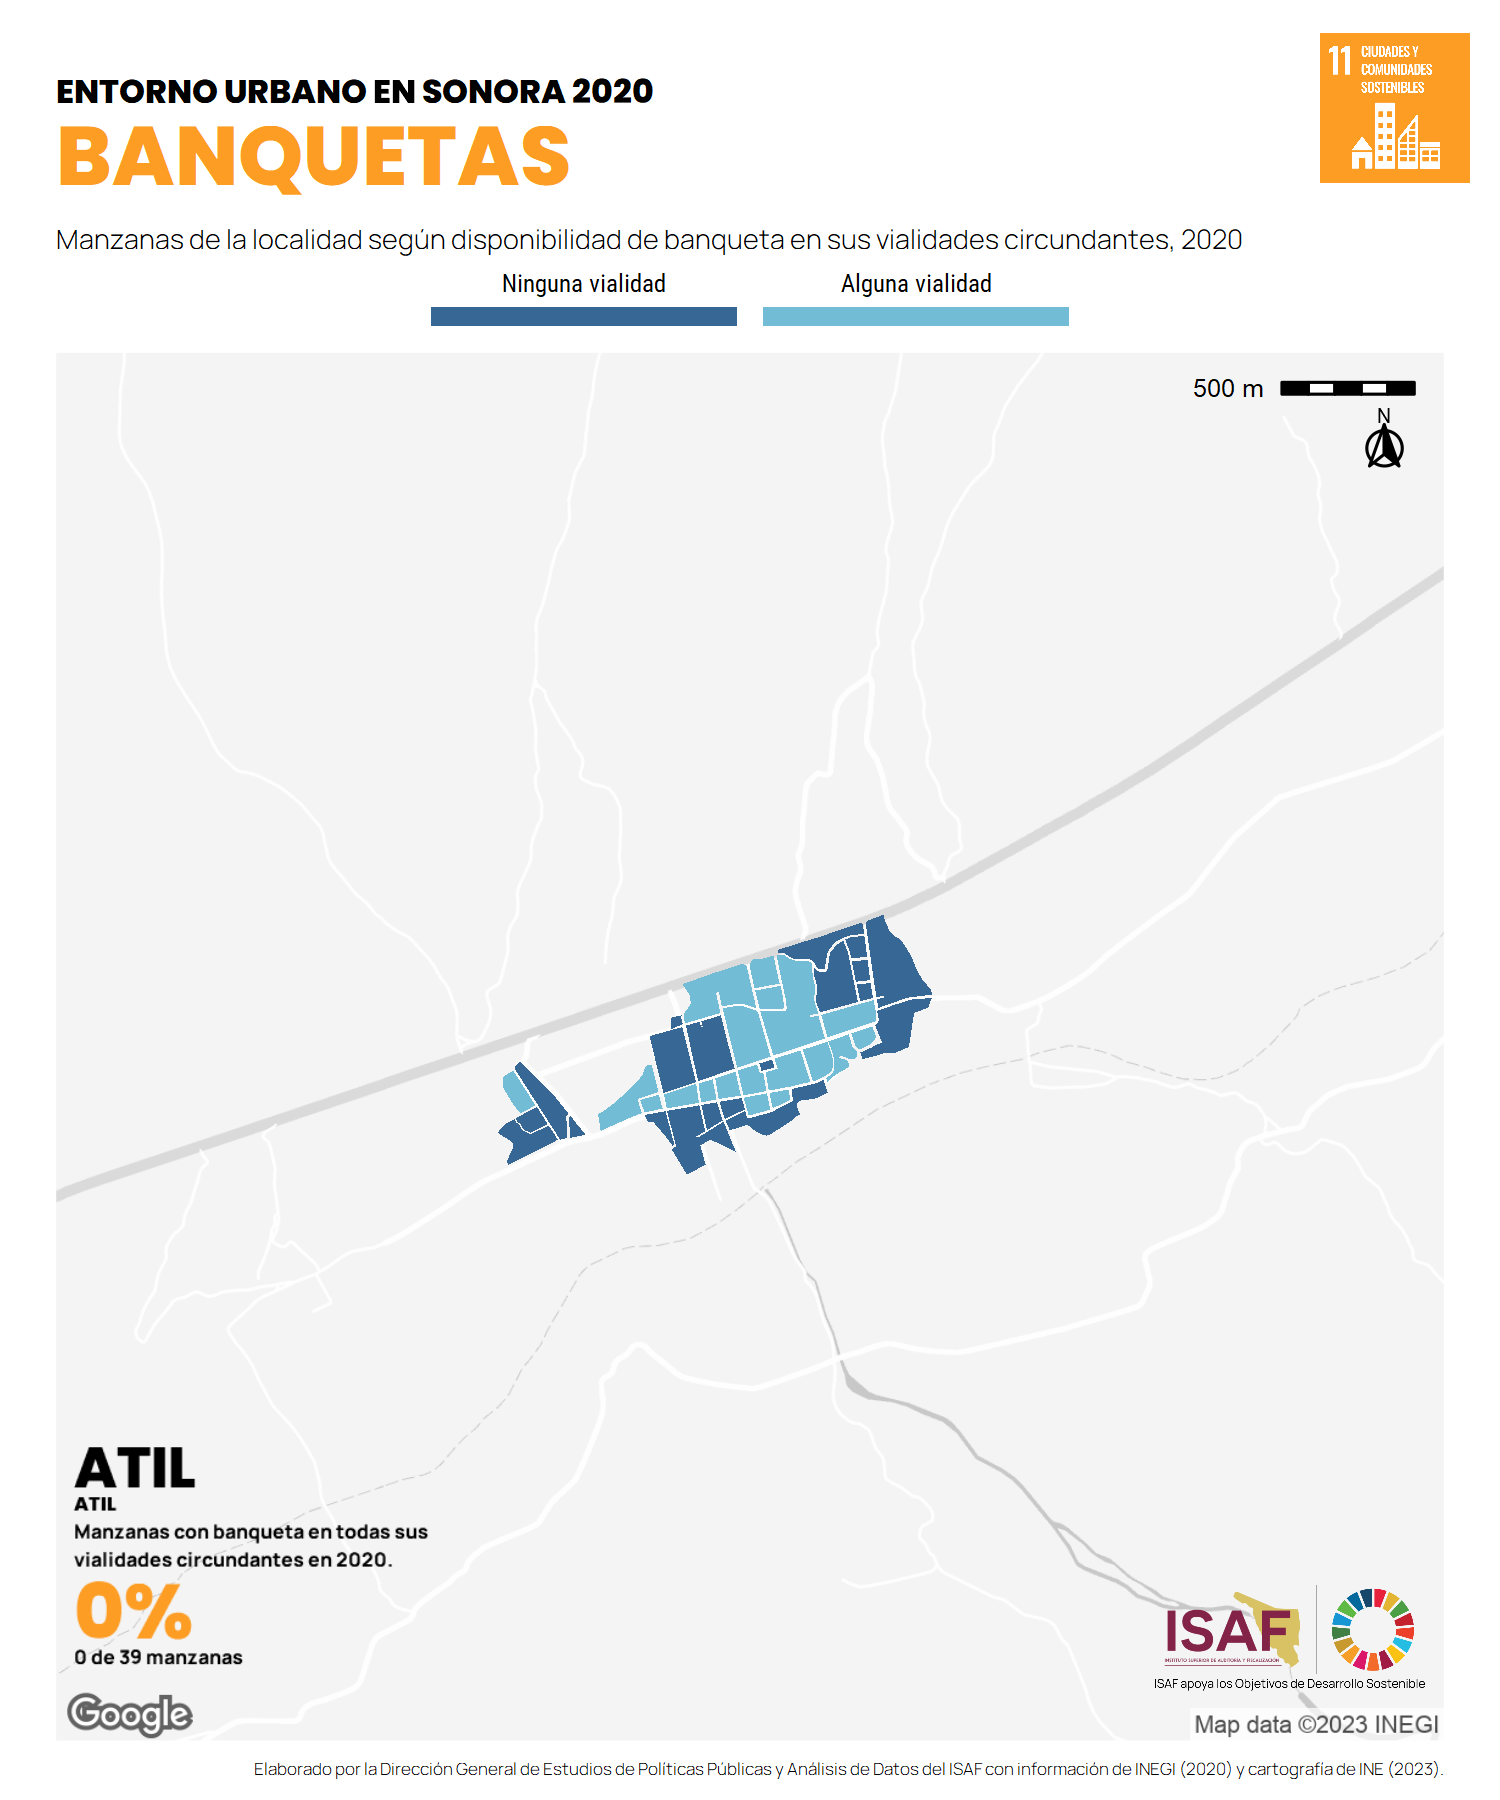 11 CIUDADES Y
COMUNIDADES
SOSTENIBLES
ENTORNO URBANO EN SONORA 2020
BANQUETAS
Manzanas de la localidad según disponibilidad de banqueta en sus vialidades circundantes, 2020
Ninguna vialidad
Alguna vialidad
500 m
N
ATIL
ATIL
Manzanas con banqueta en todas sus
vialidades circundantes en 2020.
0%
0 de 39 manzanas
Google
ISAF
INSTITUTO SUPERIOR DE AUDITORÍA Y FISCALIZACIÓN
ISAF apoya los Objetivos de Desarrollo Sostenible
Map data ©2023 INEGI
Elaborado por la Dirección General de Estudios de Políticas Públicas y Análisis de Datos del ISAF con información de INEGI (2020) y cartografía de INE (2023).